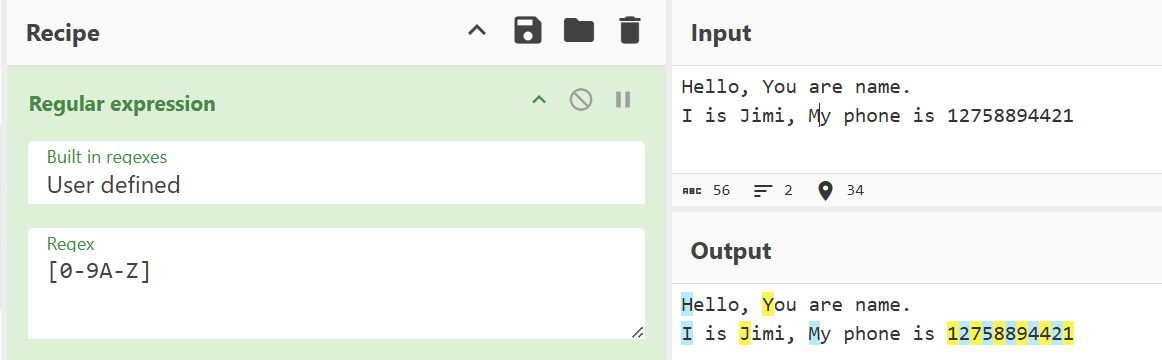 Recipe
Regular expression
Built in regexes
User defined
Regex
[0-9A-Z]
Input
Hello, You are name.
I is Jimi, My phone is 12758894421
ABC 56 2 34
Output
Hello, You are name.
I is Jimi, My phone is 12758894421